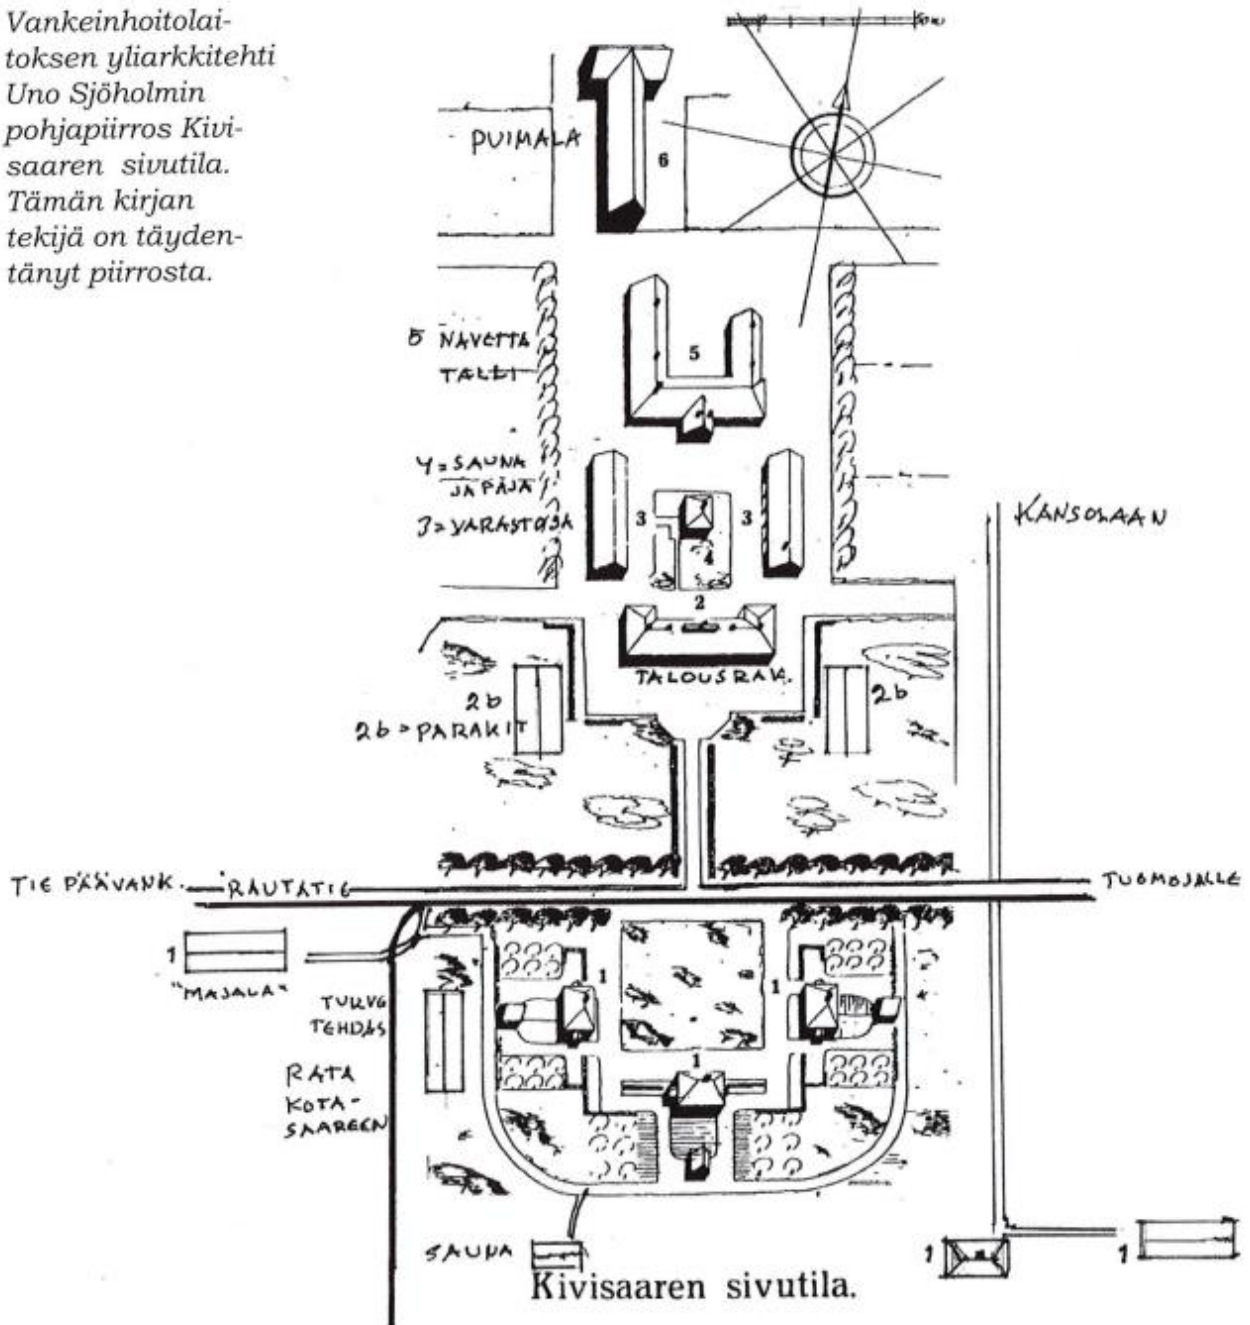 Vankeinhoitolai-
toksen yliarkkitehti
Uno Sjöholmin
pohjapiirros Kivi-
saaren sivutila.
Tämän kirjan
tekijä on täyden-
tänyt piirrosta.
50 m
PUIMALA
6
5 NAVETTA
TALLI
5
4=SAUNA
JA PAJA
3=VARASTOJA
3
3
4
KANSOLAAN
2
TALOUSRAK.
2b
2b
2b=PARAKIT
TIE PÄÄVANK.
RAUTATIE
TUOMOJALLE
1
"MAJALA"
1
1
TURVE
TEHDAS
1
RATA
KOTA-
SAAREEN
SAUNA
1
1
Kivisaaren sivutila.